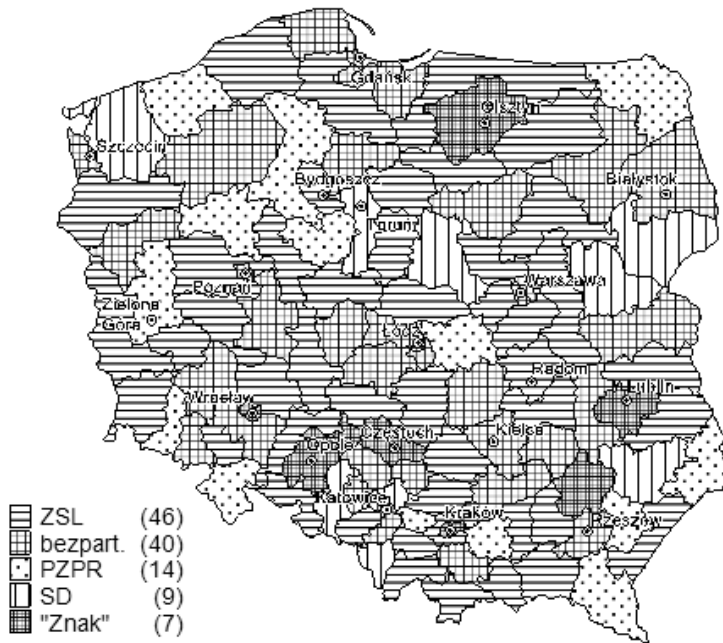 Gdańsk
Olsztyn
Szczecin
Bydgoszcz
Białystok
Toruń
Poznań
Warszawa
Zielona
Góra
Łódź
Radom
Wrocław
Lublin
Opole
Częstoch.
Kielce
Katowice
Kraków
Rzeszów
ZSL (46)
bezpart. (40)
PZPR (14)
SD (9)
"Znak" (7)